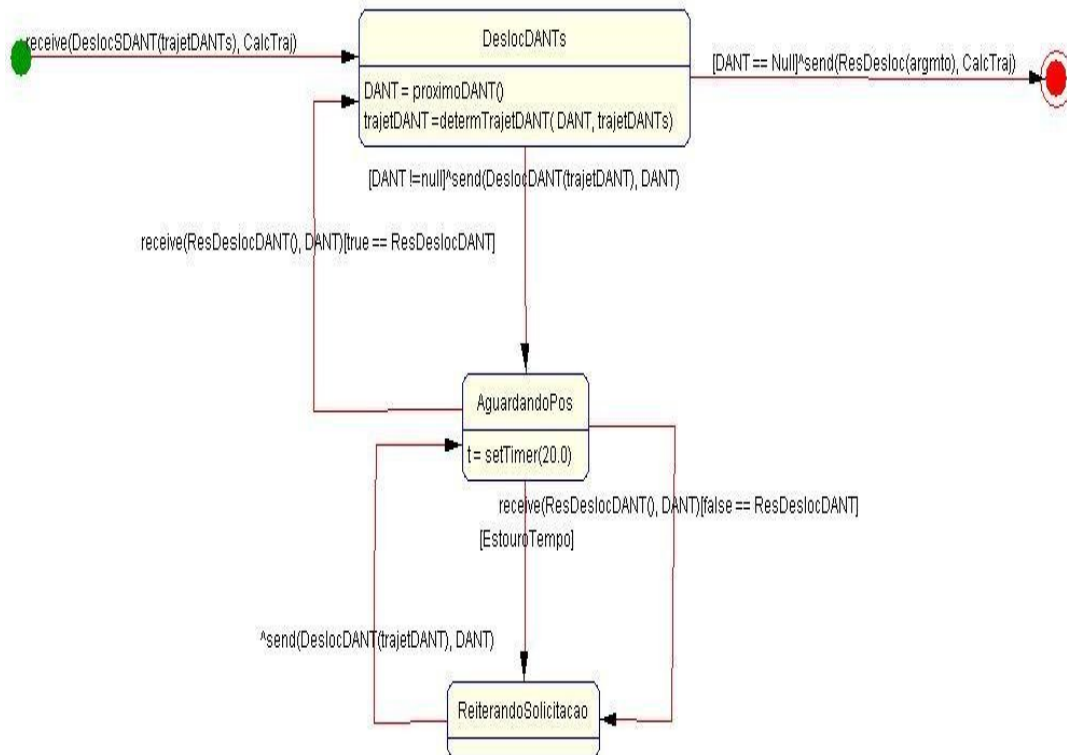 receive(DeslocSDANT(trajetDANTs), CalcTraj)
DeslocDANTs
[DANT == Null]^send(ResDesloc(argmto), CalcTraj)
DANT = proximoDANT()
trajetDANT =determTrajetDANT( DANT, trajetDANTs)
[DANT !=null]^send(DeslocDANT(trajetDANT), DANT)
receive(ResDeslocDANT(), DANT)[true == ResDeslocDANT]
AguardandoPos
t = setTimer(20.0)
receive(ResDeslocDANT(), DANT)[false == ResDeslocDANT]
[EstouroTempo]
^send(DeslocDANT(trajetDANT), DANT)
ReiterandoSolicitacao